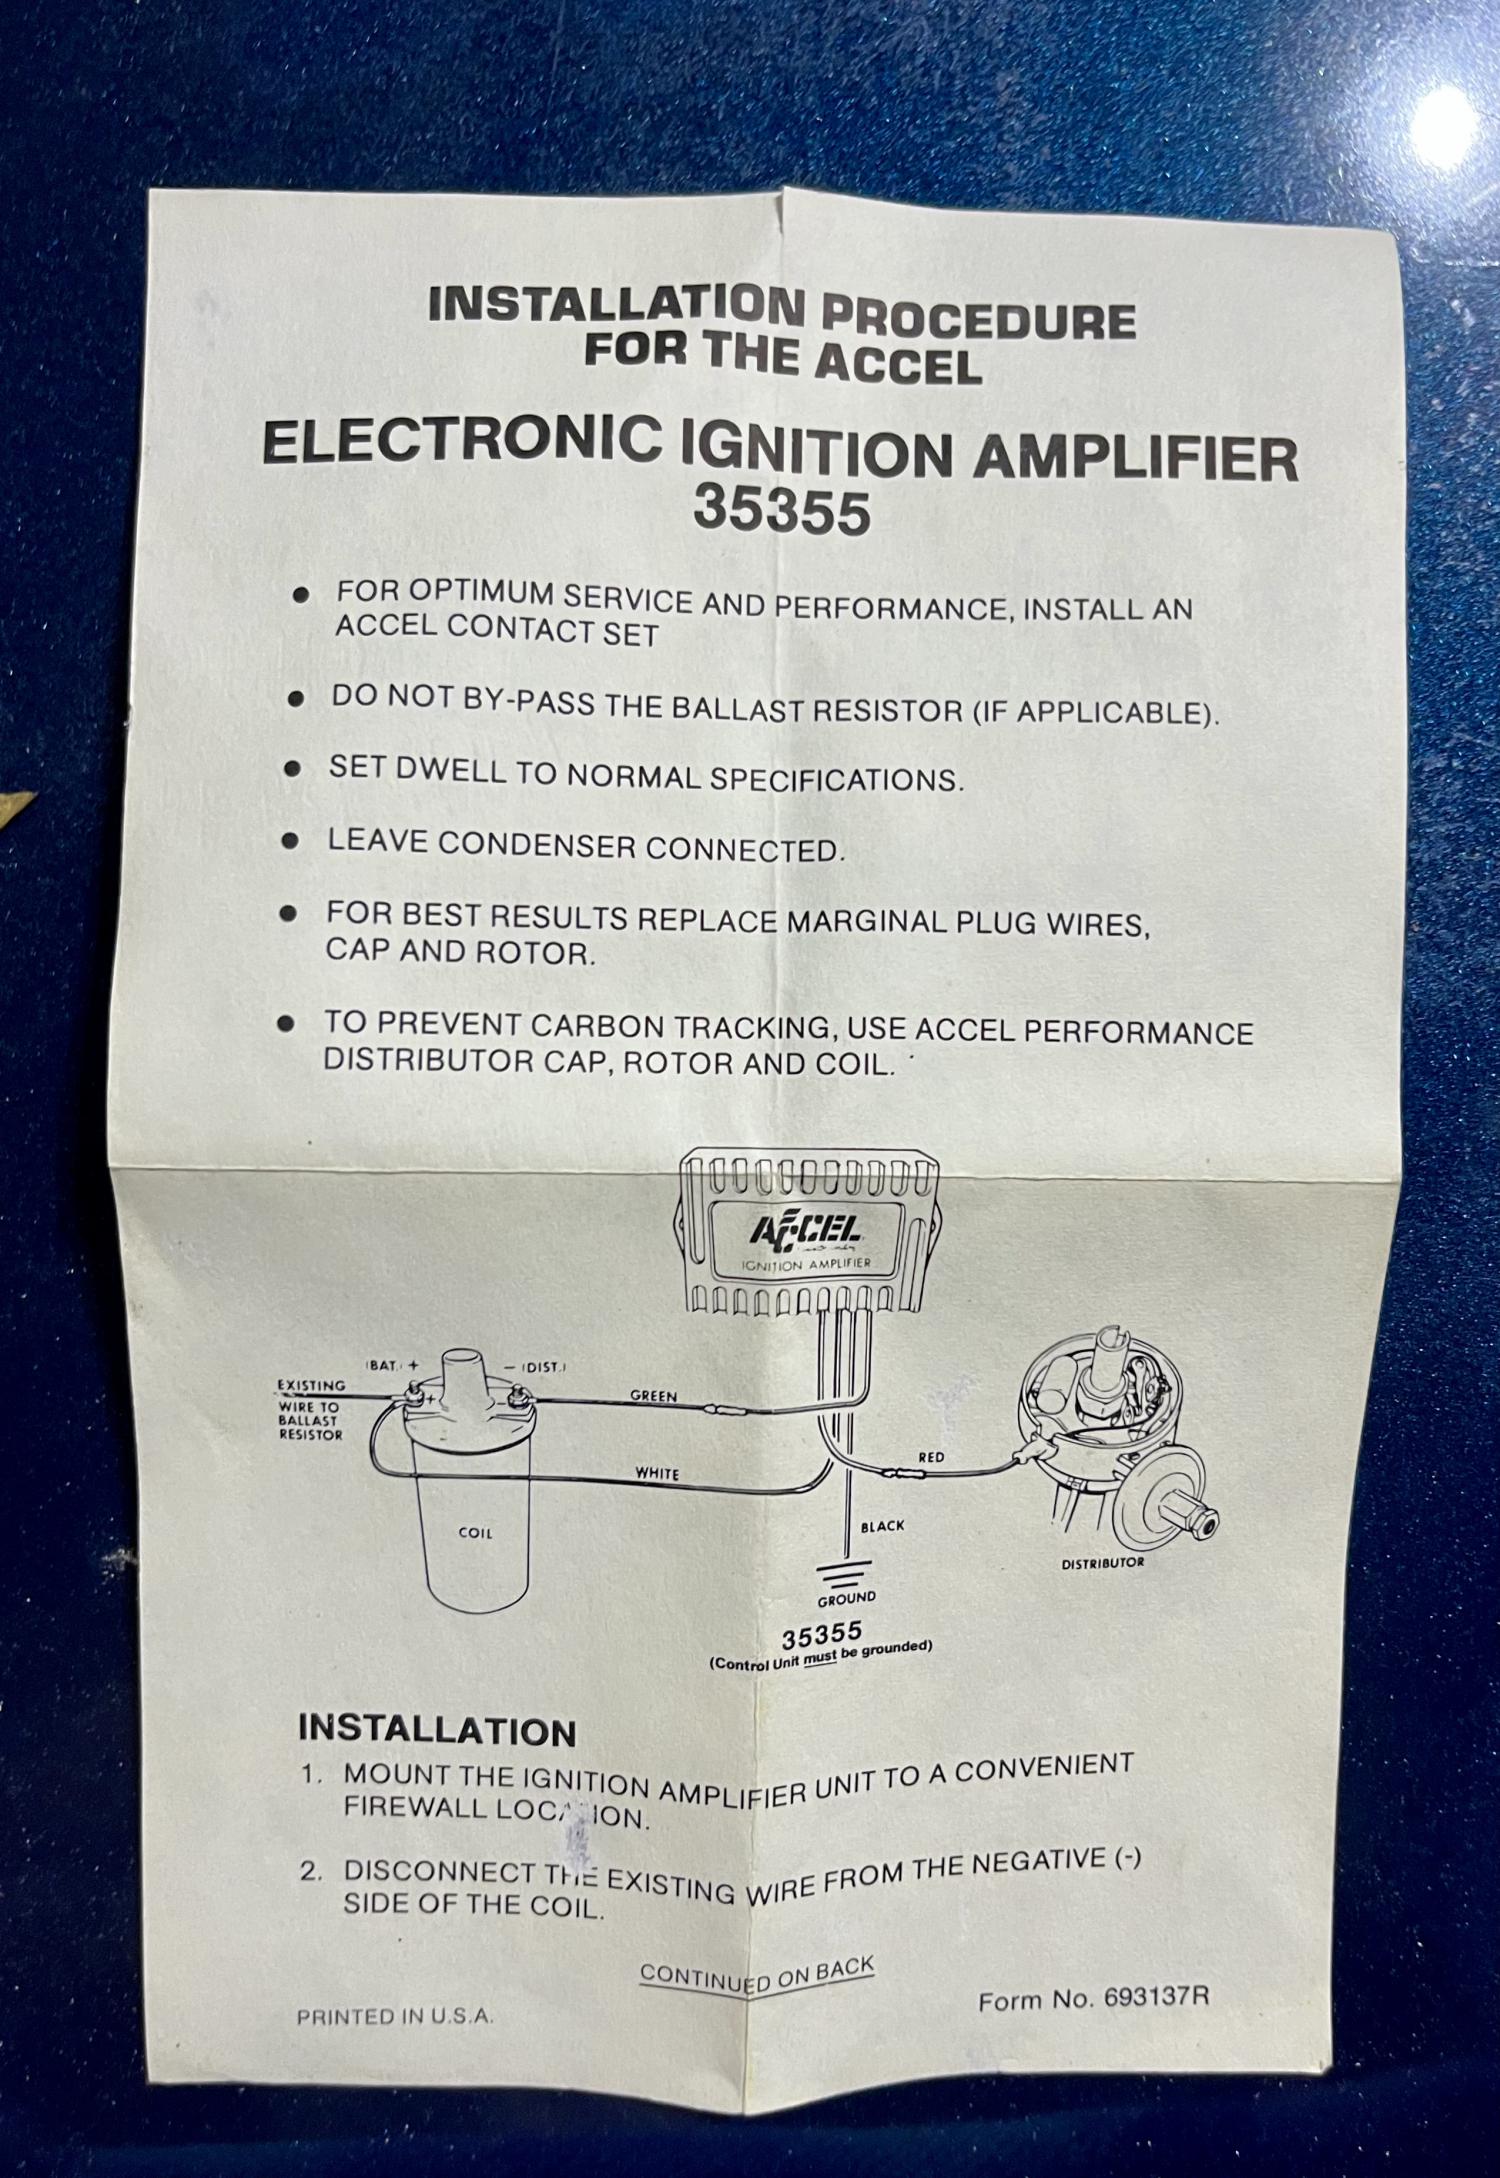 INSTALLATION PROCEDURE
FOR THE ACCEL
ELECTRONIC IGNITION AMPLIFIER
35355
● FOR OPTIMUM SERVICE AND PERFORMANCE, INSTALL AN
ACCEL CONTACT SET
● DO NOT BY-PASS THE BALLAST RESISTOR (IF APPLICABLE).
● SET DWELL TO NORMAL SPECIFICATIONS.
● LEAVE CONDENSER CONNECTED.
● FOR BEST RESULTS REPLACE MARGINAL PLUG WIRES,
CAP AND ROTOR.
● TO PREVENT CARBON TRACKING, USE ACCEL PERFORMANCE
DISTRIBUTOR CAP, ROTOR AND COIL.
ACCEL
IGNITION AMPLIFIER
(BAT.) + − (DIST.)
EXISTING
WIRE TO
BALLAST
RESISTOR
+
GREEN
WHITE
RED
COIL
BLACK
DISTRIBUTOR
GROUND
35355
(Control Unit must be grounded)
INSTALLATION
1. MOUNT THE IGNITION AMPLIFIER UNIT TO A CONVENIENT
FIREWALL LOCATION.
2. DISCONNECT THE EXISTING WIRE FROM THE NEGATIVE (-)
SIDE OF THE COIL.
CONTINUED ON BACK
PRINTED IN U.S.A.
Form No. 693137R